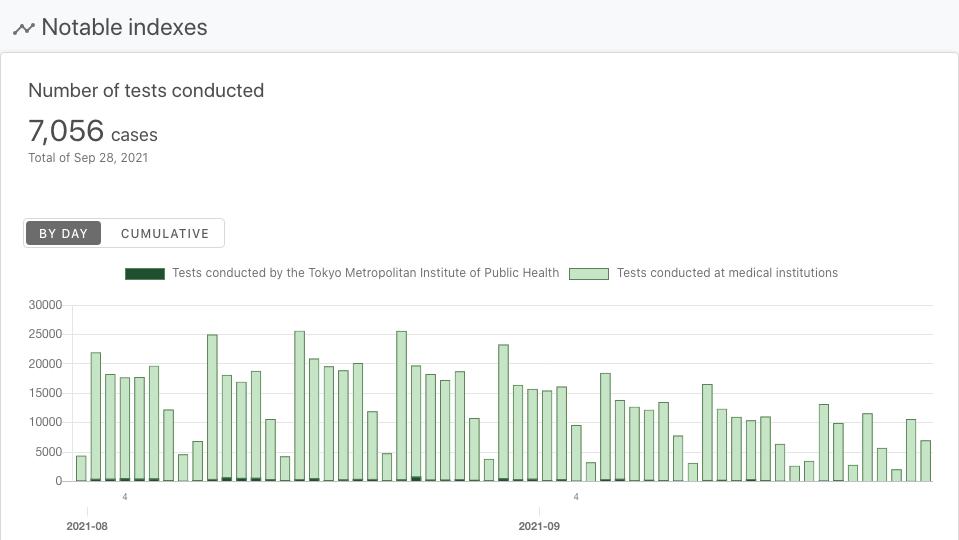 Notable indexes
Number of tests conducted
7,056 cases
Total of Sep 28, 2021
BY DAY CUMULATIVE
Tests conducted by the Tokyo Metropolitan Institute of Public Health Tests conducted at medical institutions
30000
25000
20000
15000
10000
5000
0
4 4
2021-08 2021-09